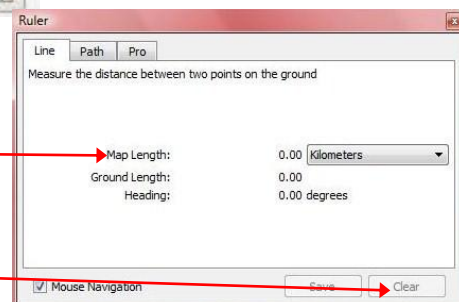 Ruler
Line Path Pro
Measure the distance between two points on the ground
Map Length: 0.00 Kilometers
Ground Length: 0.00
Heading: 0.00 degrees
Mouse Navigation Save Clear